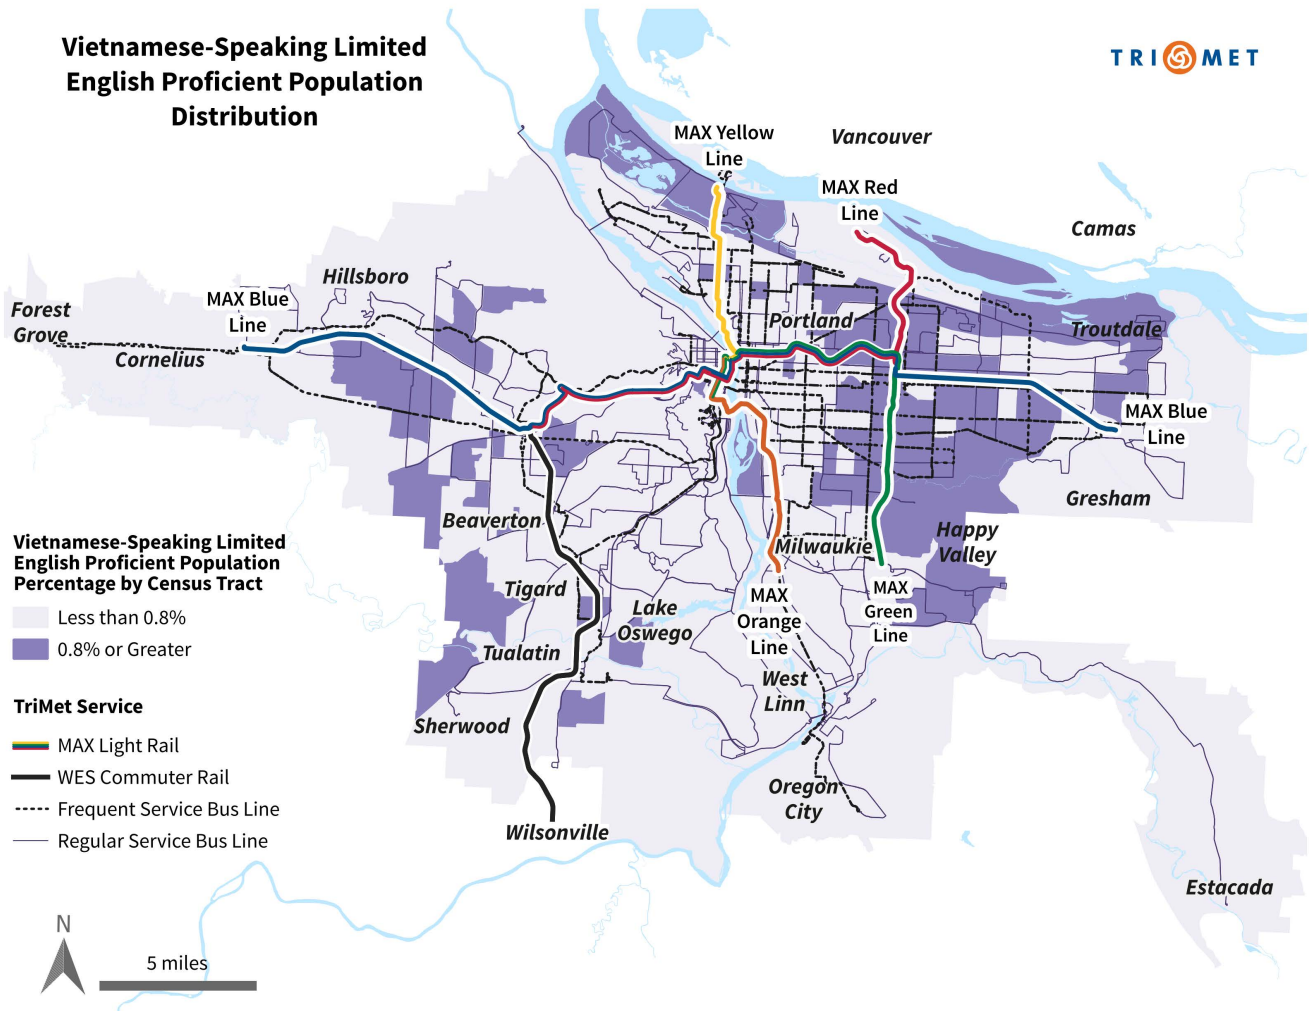 Vietnamese-Speaking Limited
English Proficient Population
Distribution
TRI MET
MAX Yellow
Line
Vancouver
MAX Red
Line
Camas
Hillsboro
MAX Blue
Line
Forest
Grove
Cornelius
Portland
Troutdale
MAX Blue
Line
Gresham
Beaverton
Happy
Valley
Milwaukie
Tigard
MAX
Orange
Line
MAX
Green
Line
Lake
Oswego
Tualatin
West
Linn
Sherwood
Oregon
City
Wilsonville
Estacada
Vietnamese-Speaking Limited
English Proficient Population
Percentage by Census Tract
Less than 0.8%
0.8% or Greater
TriMet Service
MAX Light Rail
WES Commuter Rail
Frequent Service Bus Line
Regular Service Bus Line
N
5 miles